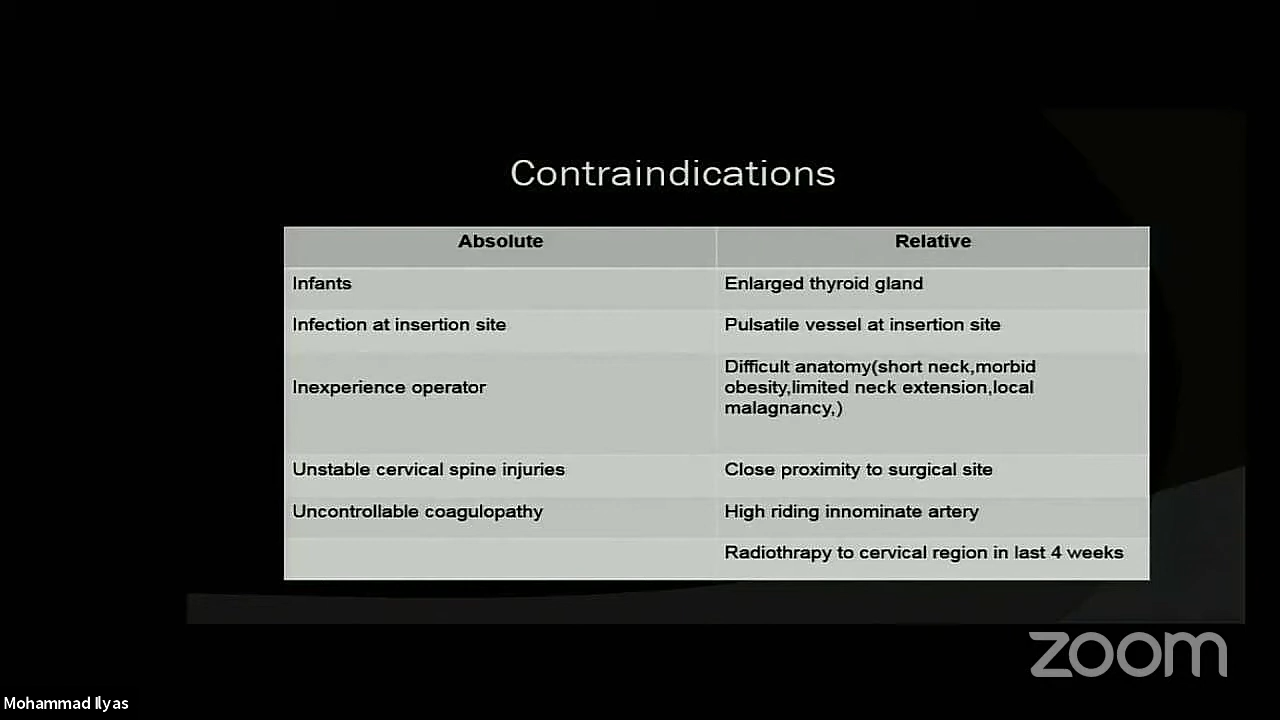 Contraindications
Absolute
Relative
Infants
Enlarged thyroid gland
Infection at insertion site
Pulsatile vessel at insertion site
Inexperience operator
Difficult anatomy(short neck,morbid
obesity,limited neck extension,local
malagnancy,)
Unstable cervical spine injuries
Close proximity to surgical site
Uncontrollable coagulopathy
High riding innominate artery
Radiothrapy to cervical region in last 4 weeks
zoom
Mohammad Ilyas